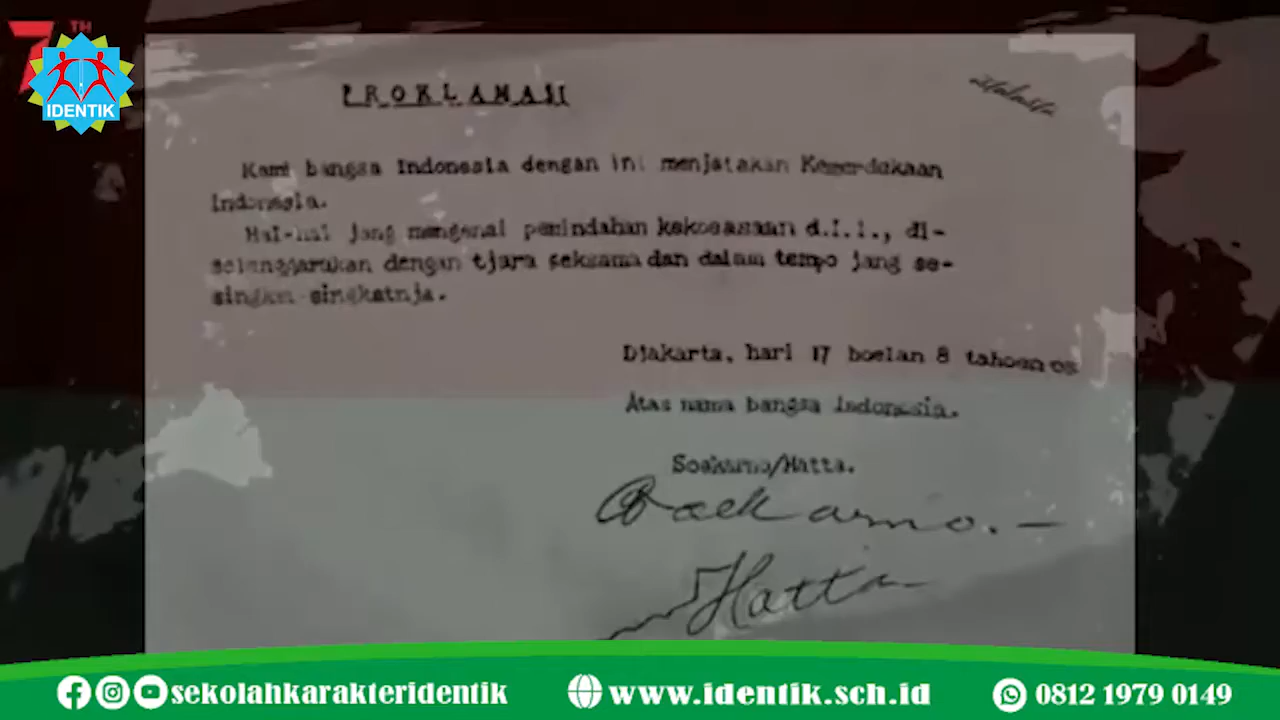 7 TH
IDENTIK
PROKLAMASI
Kami bangsa Indonesia dengan ini menjatakan Kemerdekaan
Indonesia.
Hal-hal jang mengenai pemindahan kekoeasaan d.l.l., di-
selenggarakan dengan tjara seksama dan dalam tempo jang se-
singkat-singkatnja.
Djakarta, hari 17 boelan 8 tahoen 05
Atas nama bangsa Indonesia.
Soekarno/Hatta.
Soekarno.—
Hatta
sekolahkarakteridentik
www.identik.sch.id
0812 1979 0149